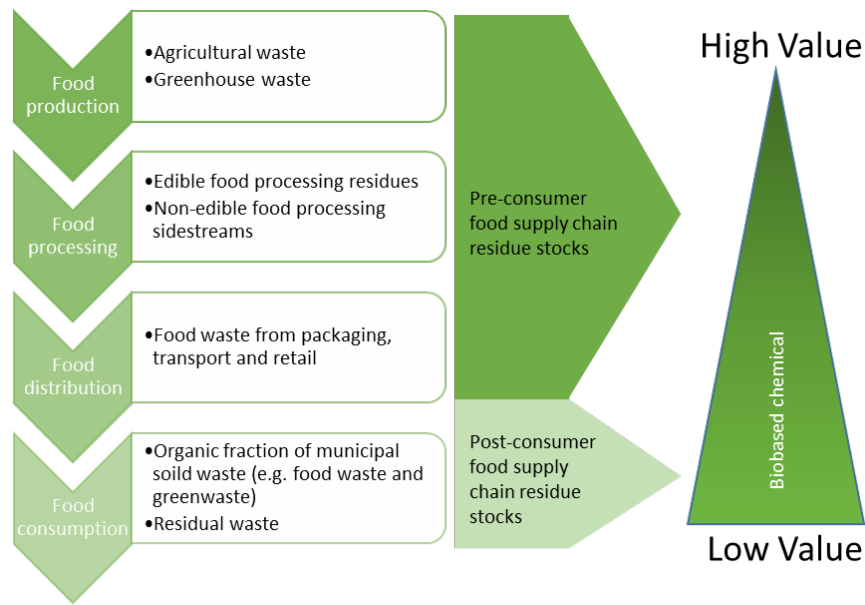 Food
production
•Agricultural waste
•Greenhouse waste
Food
processing
•Edible food processing residues
•Non-edible food processing
sidestreams
Food
distribution
•Food waste from packaging,
transport and retail
Food
consumption
•Organic fraction of municipal
soild waste (e.g. food waste and
greenwaste)
•Residual waste
Pre-consumer
food supply chain
residue stocks
Post-consumer
food supply
chain residue
stocks
High Value
Biobased chemical
Low Value